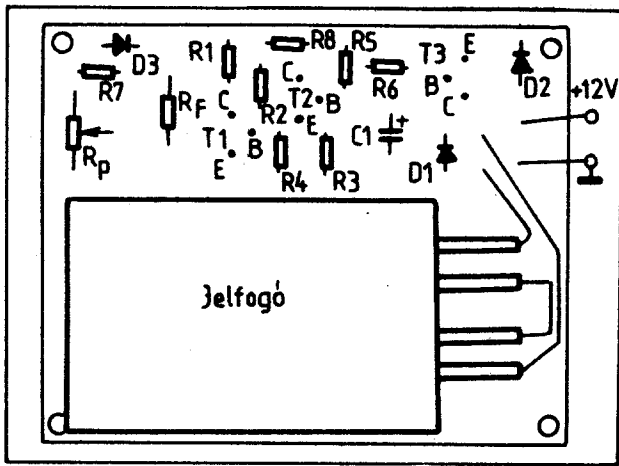 D3
R1
R8
R5
T3
E
R7
C
R6
B
D2
RF
C
R2
T2
B
C
+12V
Rp
T1
B
E
C1
E
R4
R3
D1
Jelfogó